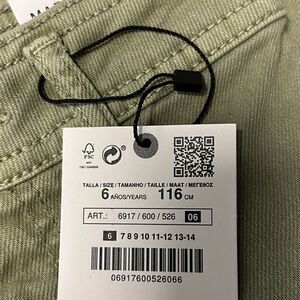 FSC
TALLA / SIZE / TAMANHO / TAILLE / MAAT / ΜΕΓΕΘΟΣ
6 AÑOS/YEARS 116 CM
ART.: 6917 / 600 / 526 06
6 7 8 9 10 11-12 13-14
06917600526066